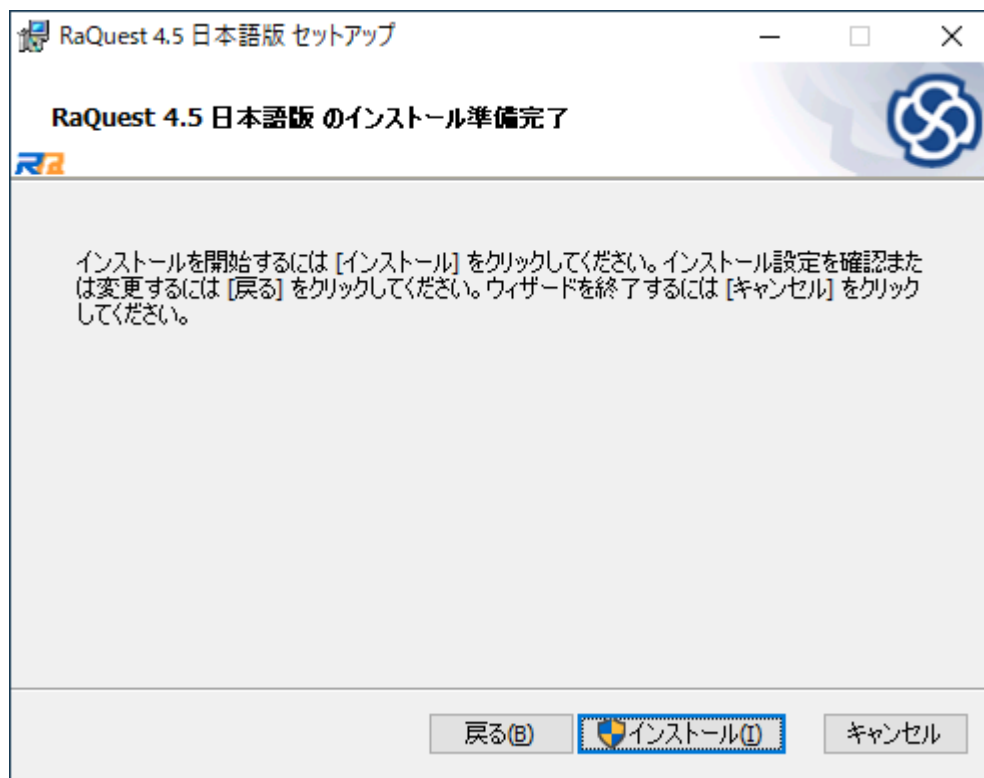 RaQuest 4.5 日本語版 セットアップ
RaQuest 4.5 日本語版 のインストール準備完了
Ra
インストールを開始するには [インストール] をクリックしてください。インストール設定を確認また
は変更するには [戻る] をクリックしてください。ウィザードを終了するには [キャンセル] をクリック
してください。
戻る(B)
インストール(I)
キャンセル